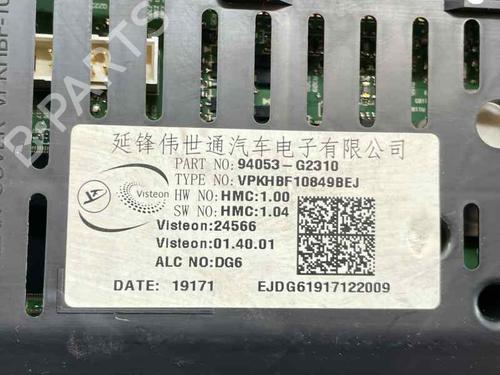 延锋伟世通汽车电子有限公司
PART NO: 94053-G2310
TYPE NO: VPKHBF10849BEJ
HW NO: HMC:1.00
SW NO: HMC:1.04
Visteon
Visteon:24566
Visteon:01.40.01
ALC NO:DG6
DATE: 19171
EJDG61917122009
B-PARTS